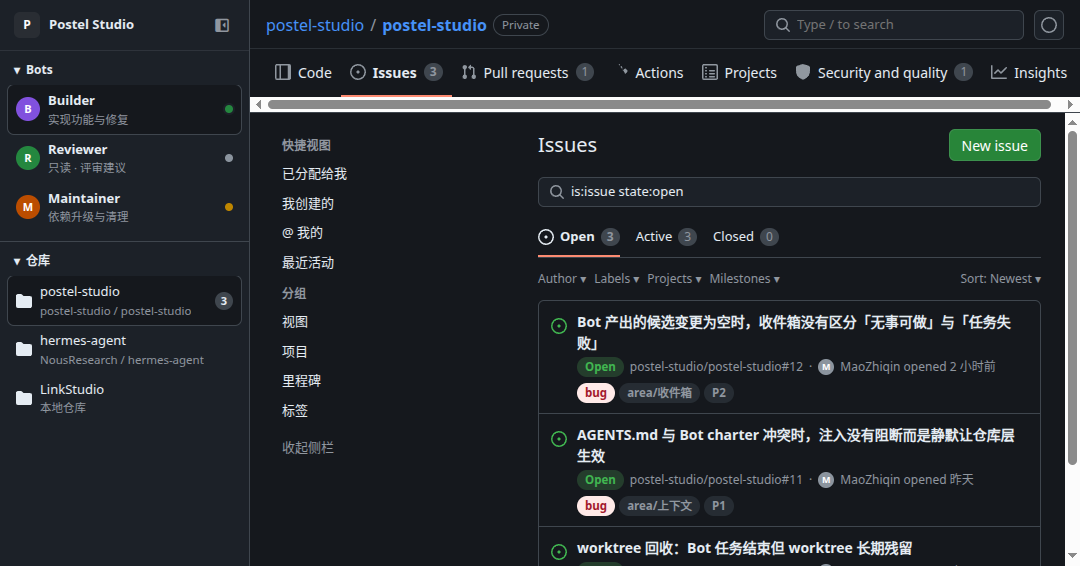 P Postel Studio
Bots
B Builder
实现功能与修复
R Reviewer
只读 · 评审建议
M Maintainer
依赖升级与清理
仓库
postel-studio
postel-studio / postel-studio 3
hermes-agent
NousResearch / hermes-agent
LinkStudio
本地仓库
postel-studio / postel-studio Private
Type / to search
Code Issues 3 Pull requests 1 Actions Projects Security and quality 1 Insights
快捷视图
已分配给我
我创建的
@ 我的
最近活动
分组
视图
项目
里程碑
标签
收起侧栏
Issues New issue
is:issue state:open
Open 3 Active 3 Closed 0
Author Labels Projects Milestones Sort: Newest
Bot 产出的候选变更为空时，收件箱没有区分「无事可做」与「任务失
败」
Open postel-studio/postel-studio#12 · M MaoZhiqin opened 2 小时前
bug area/收件箱 P2
AGENTS.md 与 Bot charter 冲突时，注入没有阻断而是静默让仓库层
生效
Open postel-studio/postel-studio#11 · M MaoZhiqin opened 昨天
bug area/上下文 P1
worktree 回收：Bot 任务结束但 worktree 长期残留